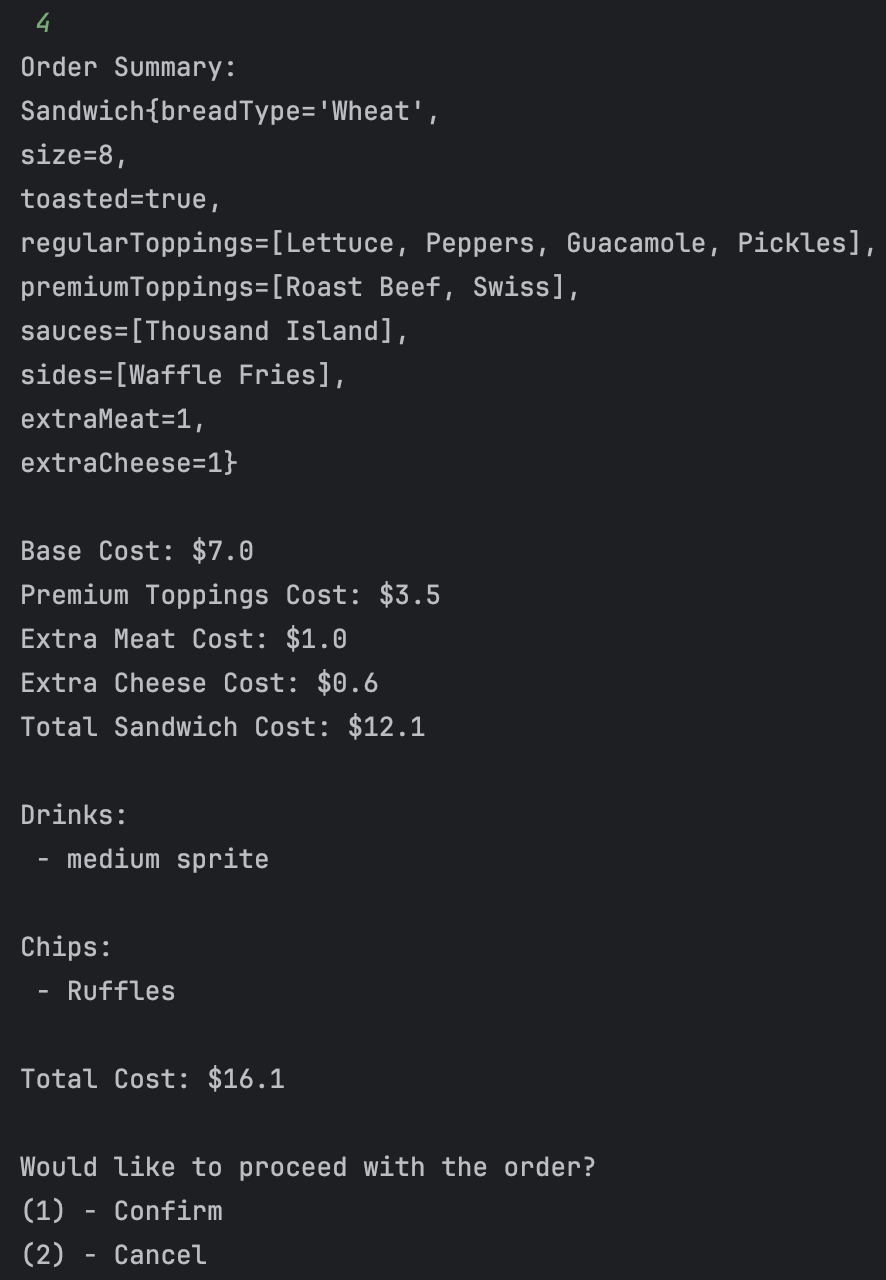 4
Order Summary:
Sandwich{breadType='Wheat',
size=8,
toasted=true,
regularToppings=[Lettuce, Peppers, Guacamole, Pickles],
premiumToppings=[Roast Beef, Swiss],
sauces=[Thousand Island],
sides=[Waffle Fries],
extraMeat=1,
extraCheese=1}
Base Cost: $7.0
Premium Toppings Cost: $3.5
Extra Meat Cost: $1.0
Extra Cheese Cost: $0.6
Total Sandwich Cost: $12.1
Drinks:
- medium sprite
Chips:
- Ruffles
Total Cost: $16.1
Would like to proceed with the order?
(1) - Confirm
(2) - Cancel